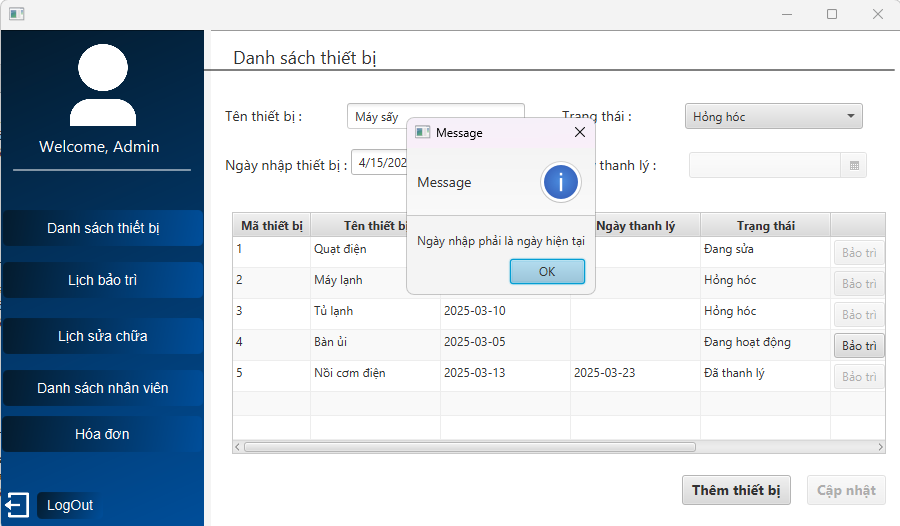 Danh sách thiết bị
Welcome, Admin
Danh sách thiết bị
Lịch bảo trì
Lịch sửa chữa
Danh sách nhân viên
Hóa đơn
LogOut
Tên thiết bị : Máy sấy Trạng thái : Hỏng hóc
Ngày nhập thiết bị : 4/15/202 thanh lý :
Message
Message
Ngày nhập phải là ngày hiện tại
OK
Mã thiết bị Tên thiết bị Ngày thanh lý Trạng thái
1 Quạt điện Đang sửa Bảo trì
2 Máy lạnh Hỏng hóc Bảo trì
3 Tủ lạnh 2025-03-10 Hỏng hóc Bảo trì
4 Bàn ủi 2025-03-05 Đang hoạt động Bảo trì
5 Nồi cơm điện 2025-03-13 2025-03-23 Đã thanh lý Bảo trì
Thêm thiết bị Cập nhật